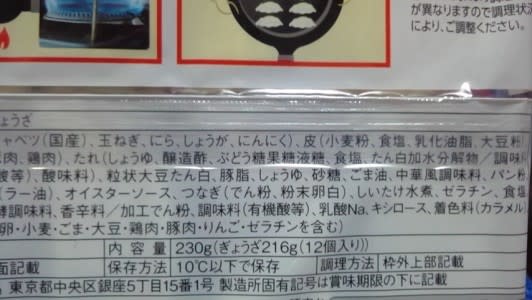 が異なりますので調理状況
により、ご調整ください。
ょうざ
ャベツ(国産)、玉ねぎ、にら、しょうが、にんにく)、皮(小麦粉、食塩、乳化油脂、大豆粉
豚肉、鶏肉)、たれ(しょうゆ、醸造酢、ぶどう糖果糖液糖、食塩、たん白加水分解物/調味
酸等)、酸味料)、粒状大豆たん白、豚脂、しょうゆ、砂糖、ごま油、中華風調味料、パン粉
(ラー油)、オイスターソース、つなぎ(でん粉、粉末卵白)、しいたけ水煮、ゼラチン、食塩
酵調味料、香辛料/加工でん粉、調味料(有機酸等)、乳酸Na、キシロース、着色料(カラメル)
卵・小麦・ごま・大豆・鶏肉・豚肉・りんご・ゼラチンを含む)
内 容 量 230g(ぎょうざ216g(12個入り))
面記載 保存方法 10℃以下で保存 調理方法 枠外上部記載
東京都中央区銀座5丁目15番1号 製造所固有記号は賞味期限の下に記載